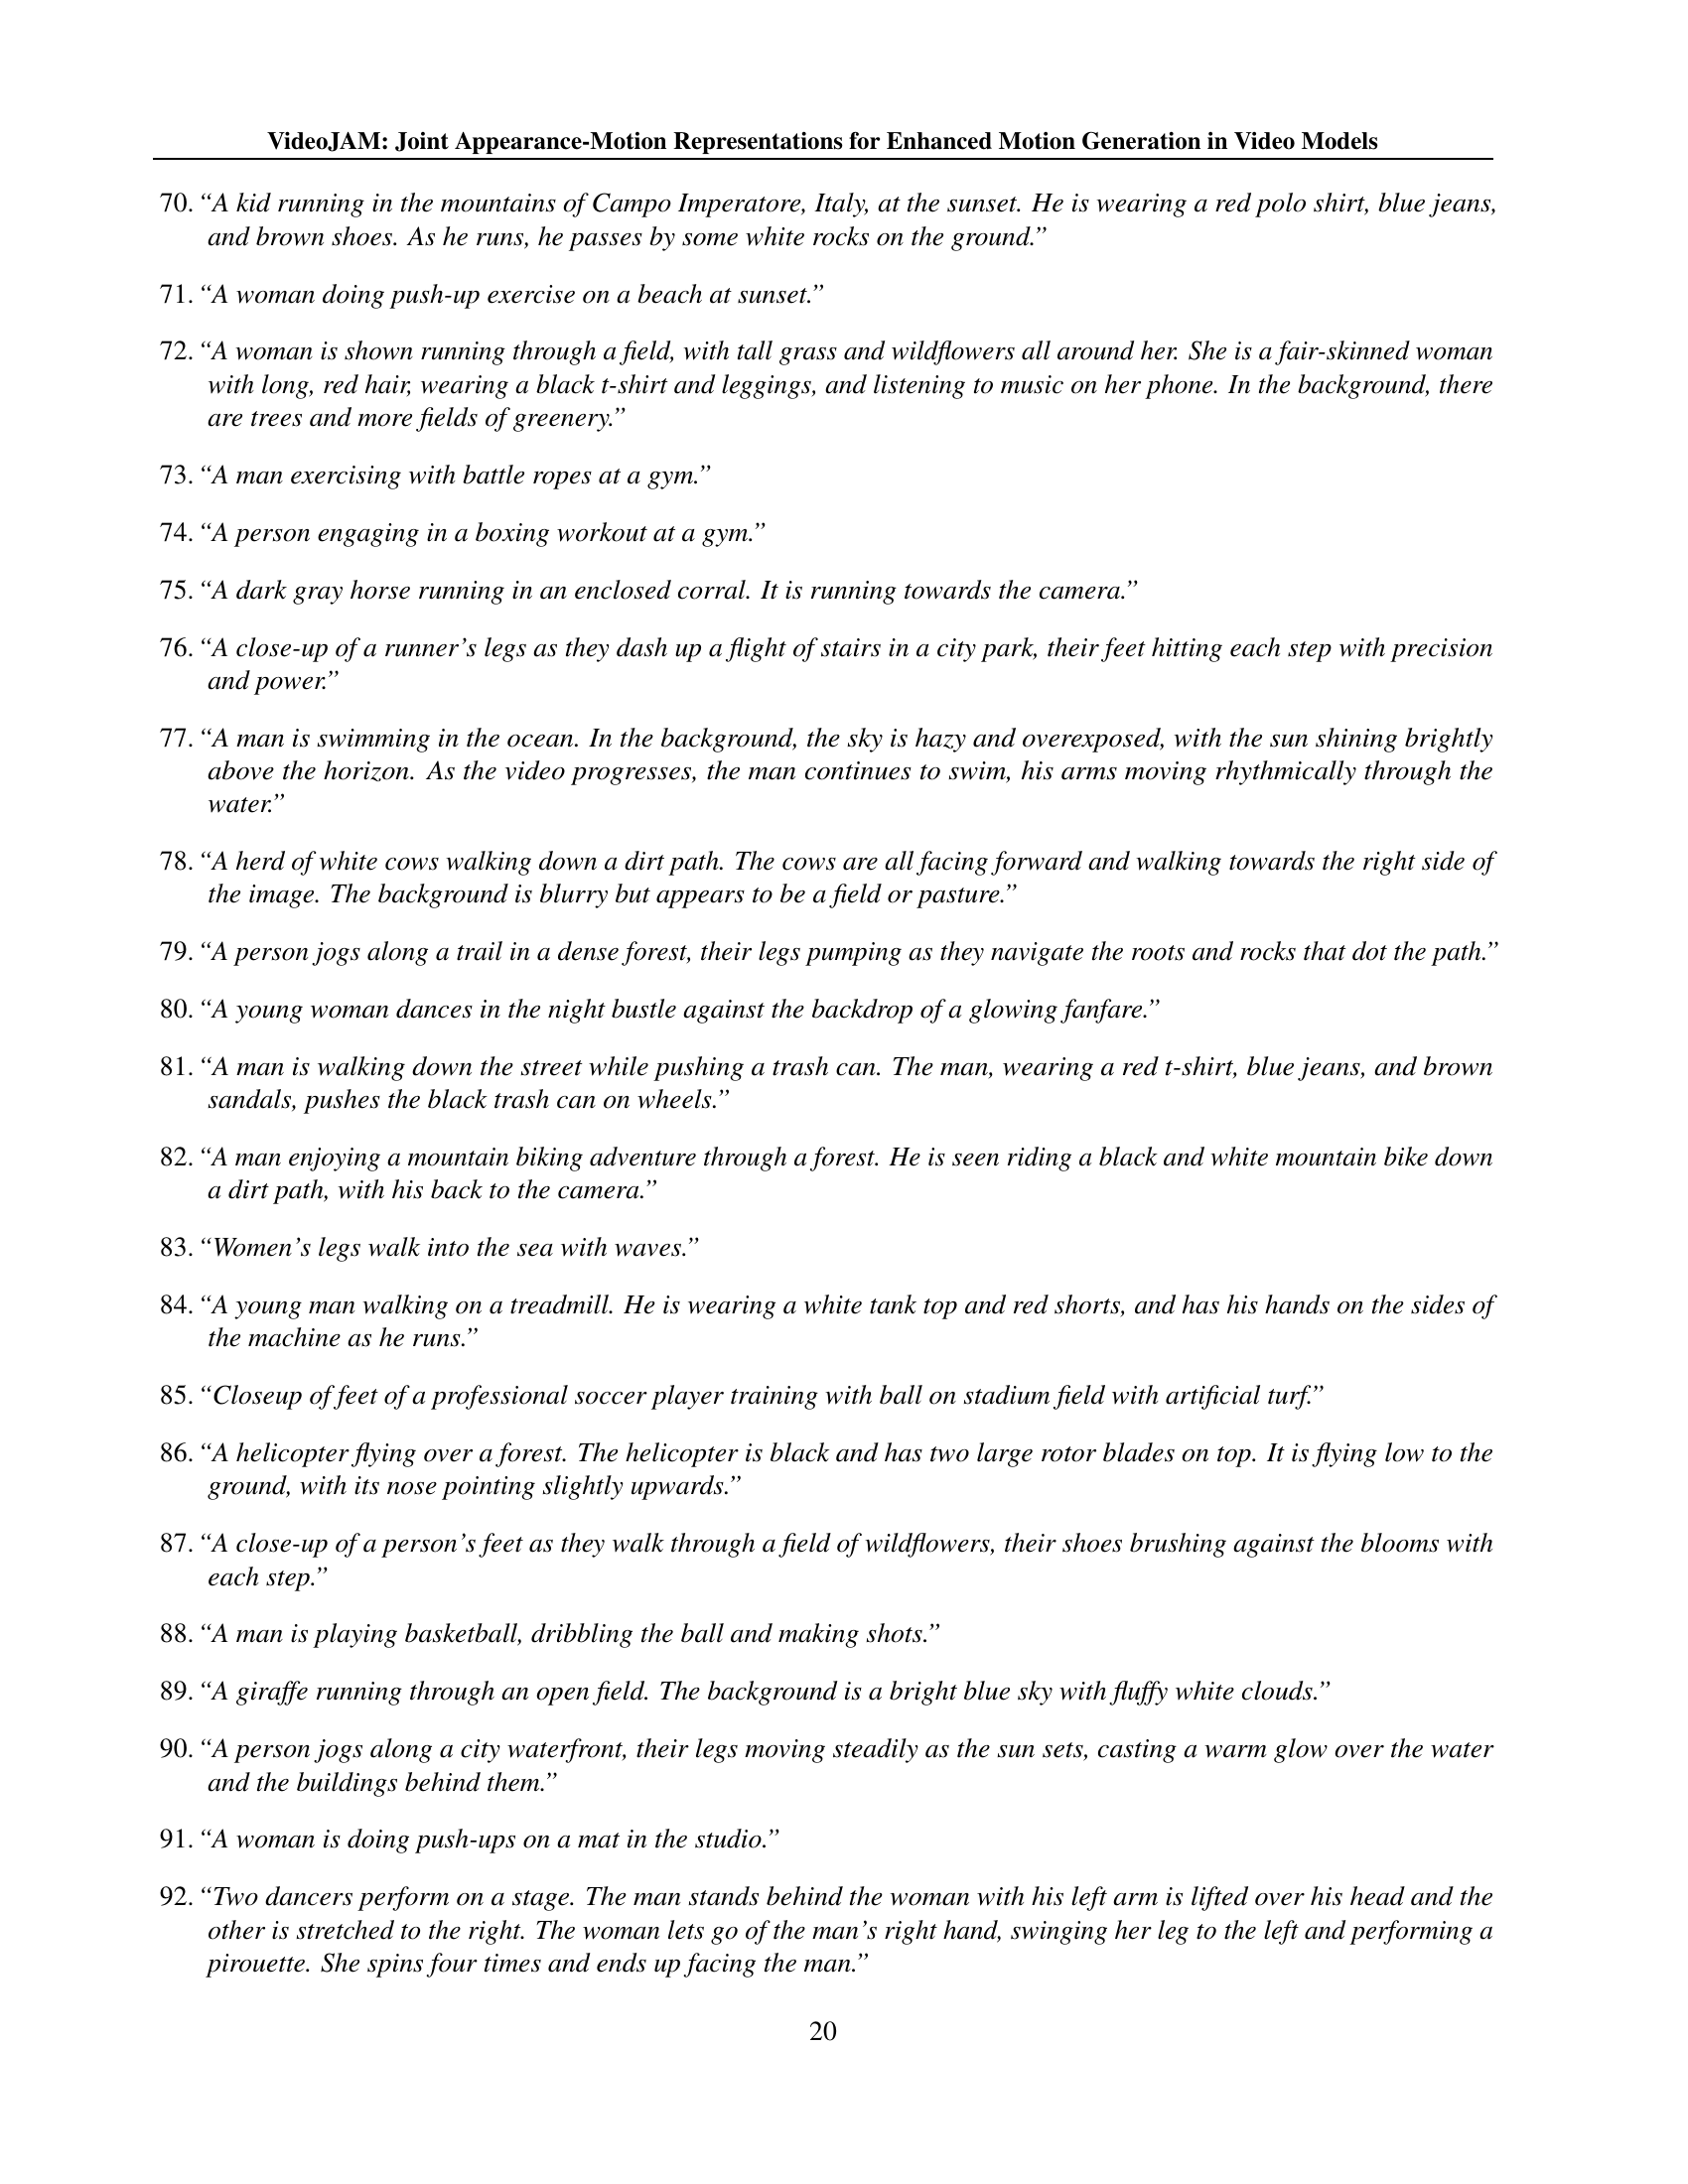 VideoJAM: Joint Appearance-Motion Representations for Enhanced Motion Generation in Video Models
70. “A kid running in the mountains of Campo Imperatore, Italy, at the sunset. He is wearing a red polo shirt, blue jeans,
and brown shoes. As he runs, he passes by some white rocks on the ground.”
71. “A woman doing push-up exercise on a beach at sunset.”
72. “A woman is shown running through a field, with tall grass and wildflowers all around her. She is a fair-skinned woman
with long, red hair, wearing a black t-shirt and leggings, and listening to music on her phone. In the background, there
are trees and more fields of greenery.”
73. “A man exercising with battle ropes at a gym.”
74. “A person engaging in a boxing workout at a gym.”
75. “A dark gray horse running in an enclosed corral. It is running towards the camera.”
76. “A close-up of a runner’s legs as they dash up a flight of stairs in a city park, their feet hitting each step with precision
and power.”
77. “A man is swimming in the ocean. In the background, the sky is hazy and overexposed, with the sun shining brightly
above the horizon. As the video progresses, the man continues to swim, his arms moving rhythmically through the
water.”
78. “A herd of white cows walking down a dirt path. The cows are all facing forward and walking towards the right side of
the image. The background is blurry but appears to be a field or pasture.”
79. “A person jogs along a trail in a dense forest, their legs pumping as they navigate the roots and rocks that dot the path.”
80. “A young woman dances in the night bustle against the backdrop of a glowing fanfare.”
81. “A man is walking down the street while pushing a trash can. The man, wearing a red t-shirt, blue jeans, and brown
sandals, pushes the black trash can on wheels.”
82. “A man enjoying a mountain biking adventure through a forest. He is seen riding a black and white mountain bike down
a dirt path, with his back to the camera.”
83. “Women’s legs walk into the sea with waves.”
84. “A young man walking on a treadmill. He is wearing a white tank top and red shorts, and has his hands on the sides of
the machine as he runs.”
85. “Closeup of feet of a professional soccer player training with ball on stadium field with artificial turf.”
86. “A helicopter flying over a forest. The helicopter is black and has two large rotor blades on top. It is flying low to the
ground, with its nose pointing slightly upwards.”
87. “A close-up of a person’s feet as they walk through a field of wildflowers, their shoes brushing against the blooms with
each step.”
88. “A man is playing basketball, dribbling the ball and making shots.”
89. “A giraffe running through an open field. The background is a bright blue sky with fluffy white clouds.”
90. “A person jogs along a city waterfront, their legs moving steadily as the sun sets, casting a warm glow over the water
and the buildings behind them.”
91. “A woman is doing push-ups on a mat in the studio.”
92. “Two dancers perform on a stage. The man stands behind the woman with his left arm is lifted over his head and the
other is stretched to the right. The woman lets go of the man’s right hand, swinging her leg to the left and performing a
pirouette. She spins four times and ends up facing the man.”
20